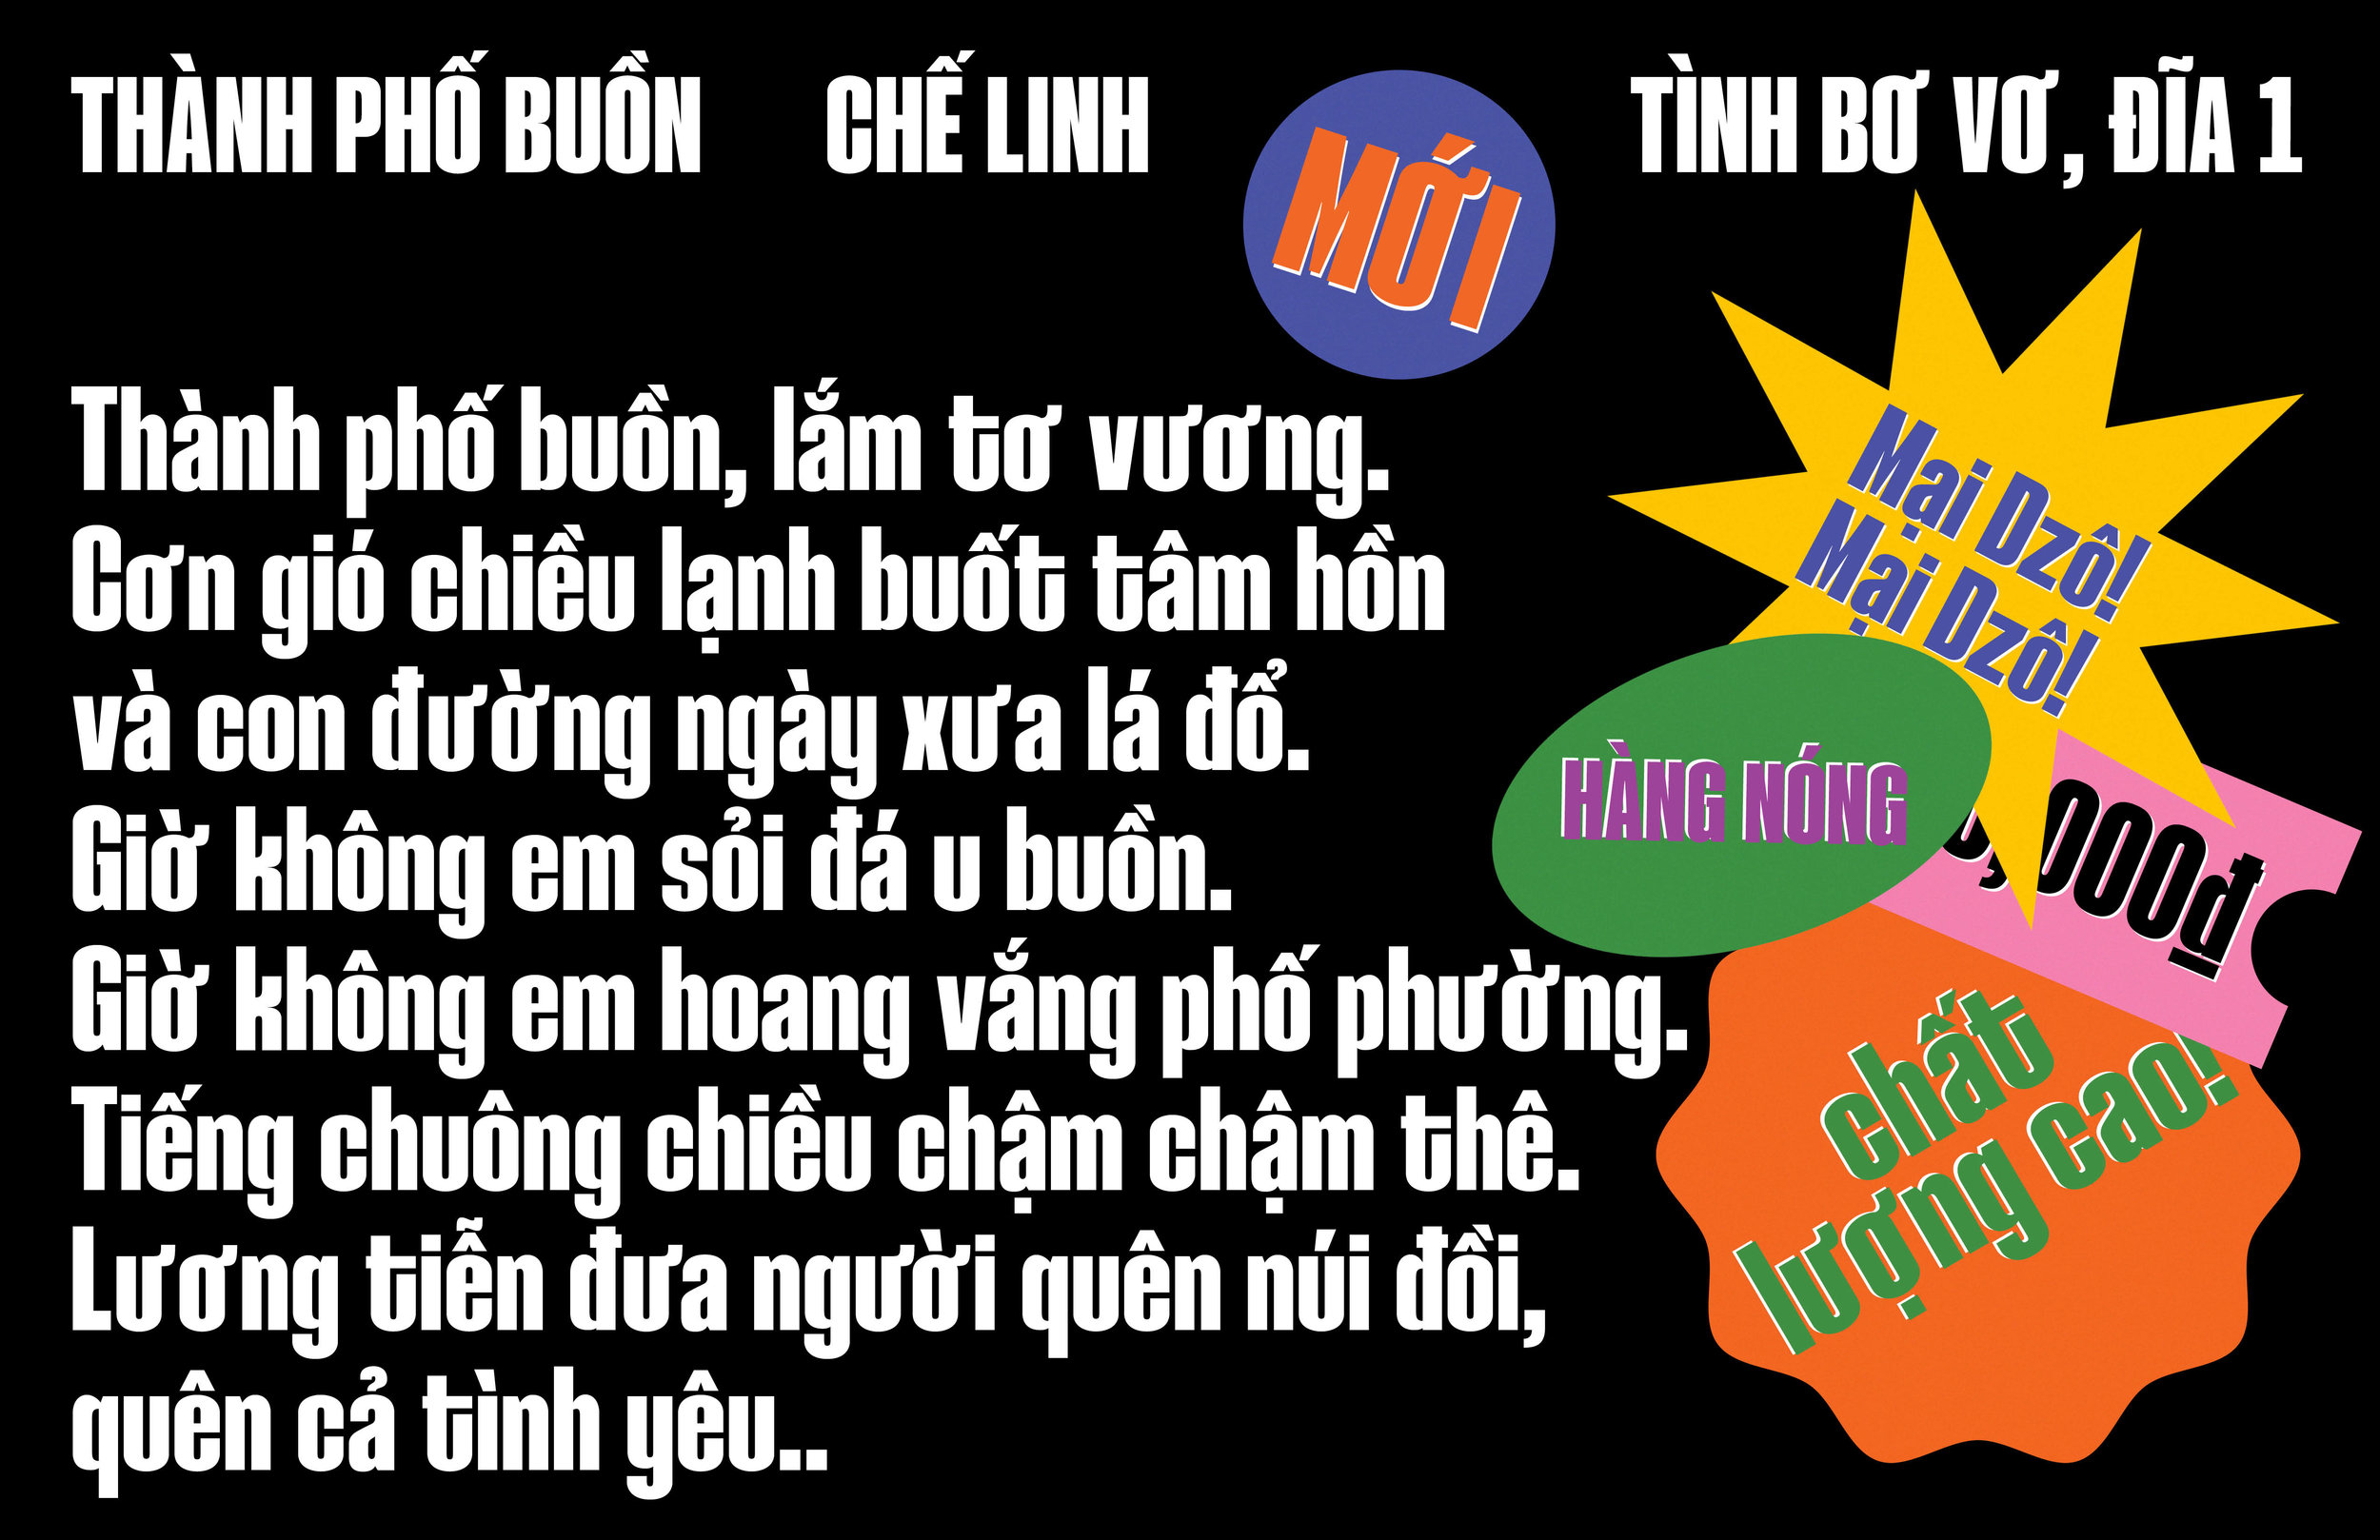 THÀNH PHỐ BUỒN CHẾ LINH TÌNH BƠ VƠ, ĐĨA 1
MỚI
Thành phố buồn, lắm tơ vương.
Cơn gió chiều lạnh buốt tâm hồn
và con đường ngày xưa lá đổ.
Giờ không em sỏi đá u buồn.
Giờ không em hoang vắng phố phường.
Tiếng chuông chiều chậm chậm thê.
Lương tiễn đưa người quên núi đồi,
quên cả tình yêu..
Mại Dzô!
Mại Dzô!
HÀNG NÓNG
000₫
chất
lượng cao!